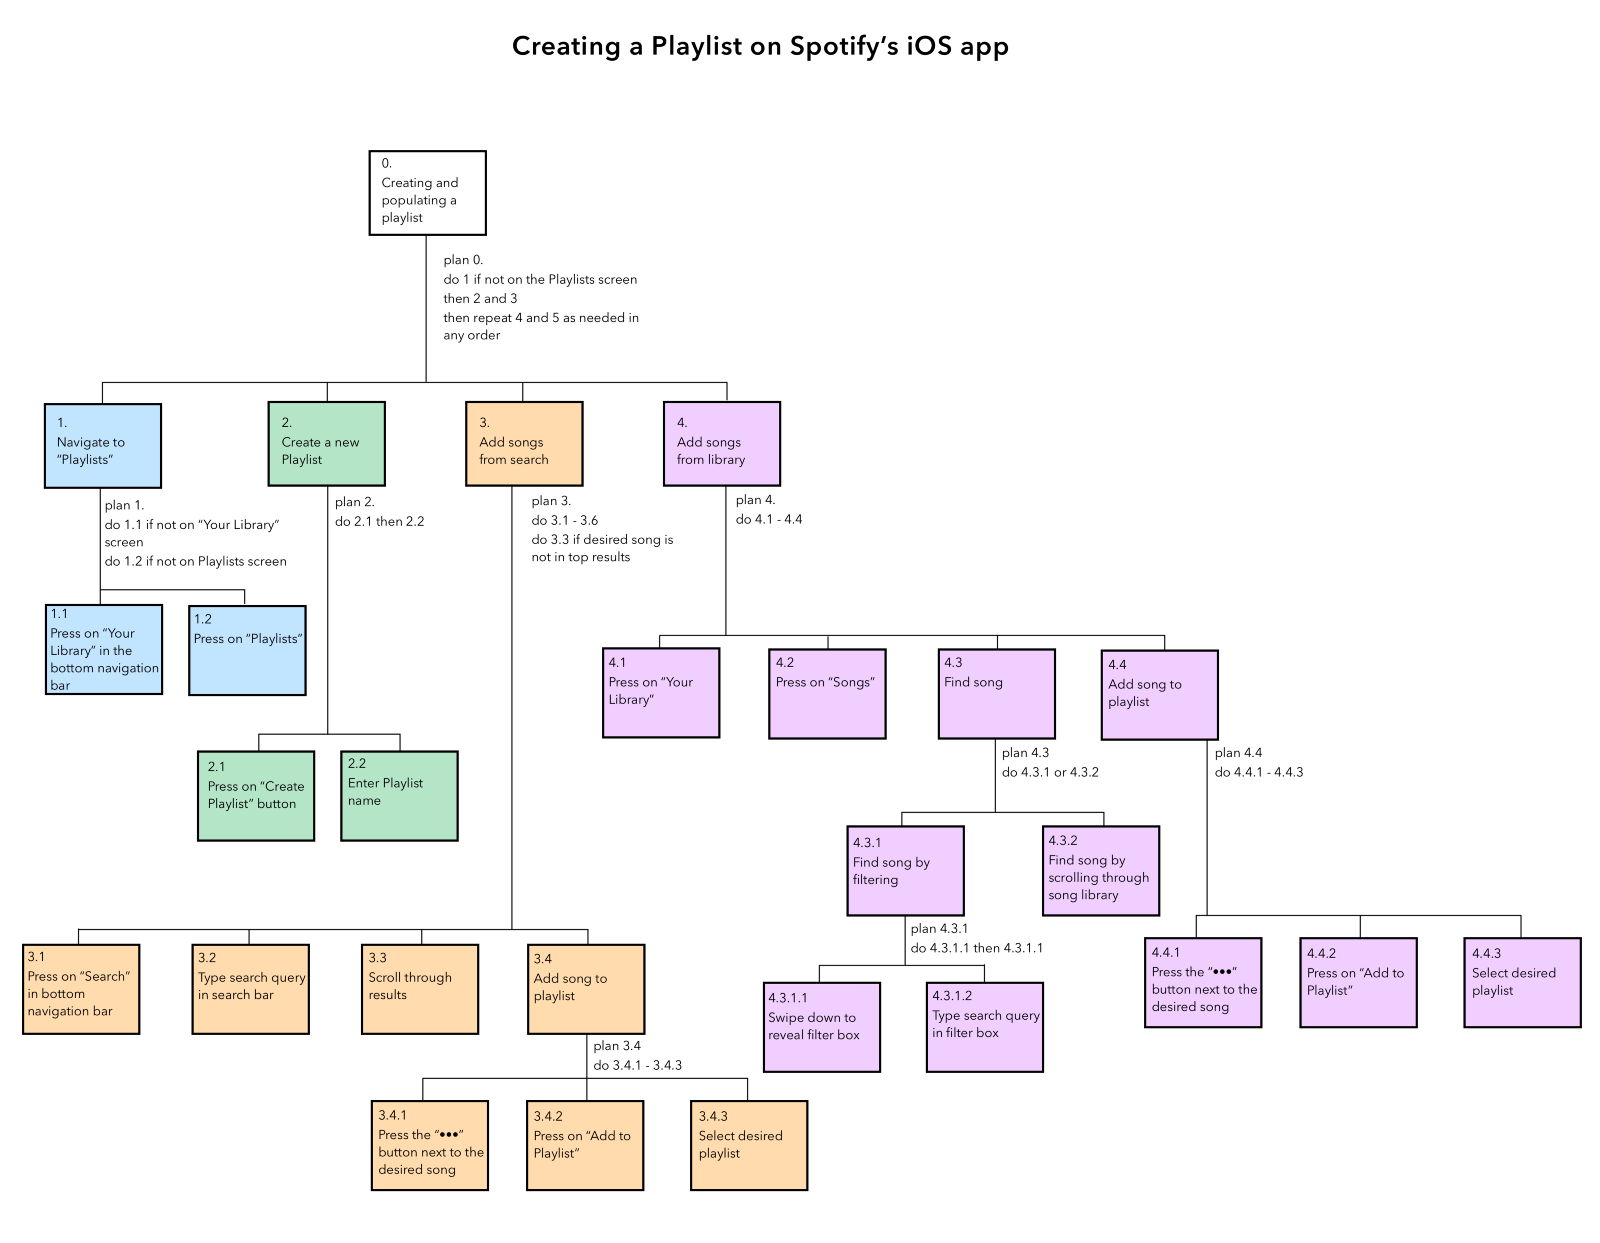 Creating a Playlist on Spotify’s iOS app
0.
Creating and
populating a
playlist
plan 0.
do 1 if not on the Playlists screen
then 2 and 3
then repeat 4 and 5 as needed in
any order
1.
Navigate to
“Playlists”
2.
Create a new
Playlist
3.
Add songs
from search
4.
Add songs
from library
plan 1.
do 1.1 if not on “Your Library”
screen
do 1.2 if not on Playlists screen
plan 2.
do 2.1 then 2.2
plan 3.
do 3.1 - 3.6
do 3.3 if desired song is
not in top results
plan 4.
do 4.1 - 4.4
1.1
Press on “Your
Library” in the
bottom navigation
bar
1.2
Press on “Playlists”
4.1
Press on “Your
Library”
4.2
Press on “Songs”
4.3
Find song
4.4
Add song to
playlist
2.1
Press on “Create
Playlist” button
2.2
Enter Playlist
name
plan 4.3
do 4.3.1 or 4.3.2
plan 4.4
do 4.4.1 - 4.4.3
4.3.1
Find song by
filtering
4.3.2
Find song by
scrolling through
song library
plan 4.3.1
do 4.3.1.1 then 4.3.1.1
3.1
Press on “Search”
in bottom
navigation bar
3.2
Type search query
in search bar
3.3
Scroll through
results
3.4
Add song to
playlist
4.3.1.1
Swipe down to
reveal filter box
4.3.1.2
Type search query
in filter box
4.4.1
Press the “•••”
button next to the
desired song
4.4.2
Press on “Add to
Playlist”
4.4.3
Select desired
playlist
plan 3.4
do 3.4.1 - 3.4.3
3.4.1
Press the “•••”
button next to the
desired song
3.4.2
Press on “Add to
Playlist”
3.4.3
Select desired
playlist